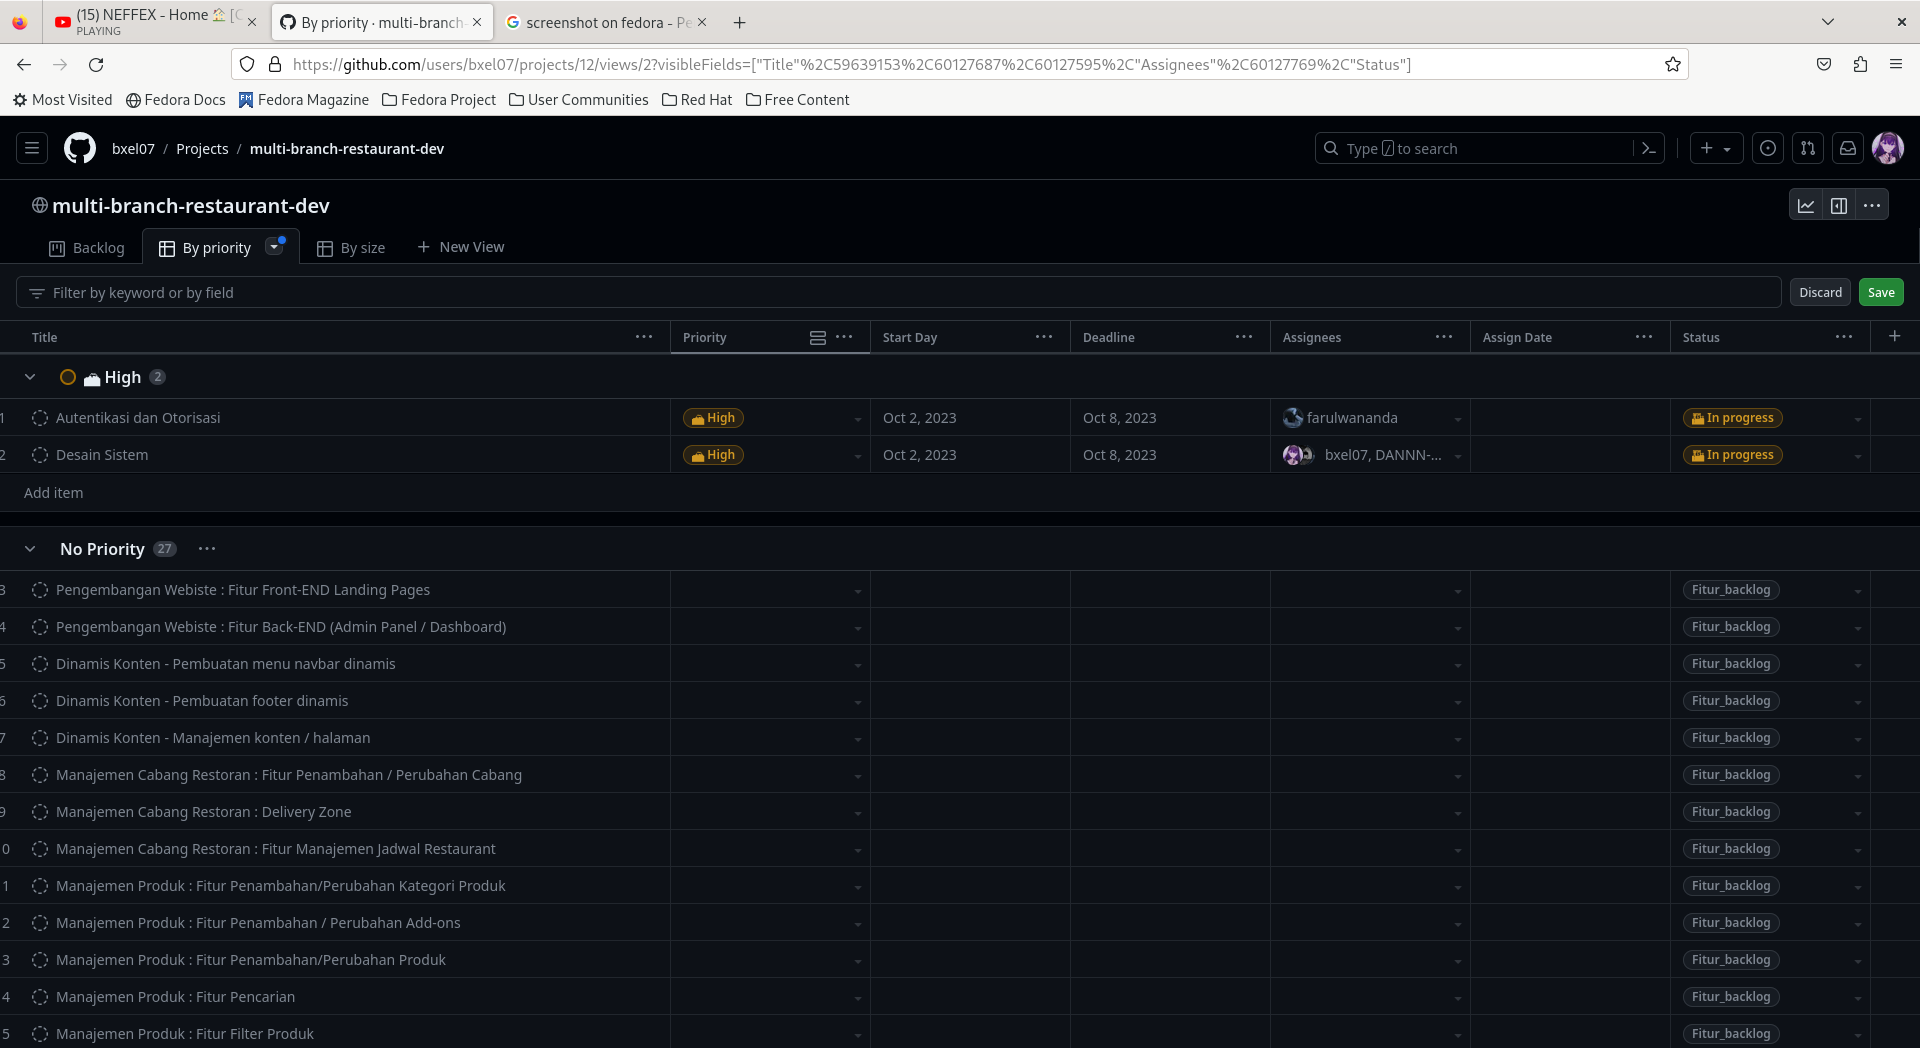 (15) NEFFEX - Home 🏠 [C
PLAYING
By priority · multi-branch-
screenshot on fedora - Pe
https://github.com/users/bxel07/projects/12/views/2?visibleFields=["Title"%2C59639153%2C60127687%2C60127595%2C"Assignees"%2C60127769%2C"Status"]
Most Visited Fedora Docs Fedora Magazine Fedora Project User Communities Red Hat Free Content
bxel07 / Projects / multi-branch-restaurant-dev
Type / to search
multi-branch-restaurant-dev
Backlog By priority By size + New View
Filter by keyword or by field
Discard Save
Title Priority Start Day Deadline Assignees Assign Date Status
High 2
1 Autentikasi dan Otorisasi High Oct 2, 2023 Oct 8, 2023 farulwananda In progress
2 Desain Sistem High Oct 2, 2023 Oct 8, 2023 bxel07, DANNN-... In progress
Add item
No Priority 27
3 Pengembangan Webiste : Fitur Front-END Landing Pages Fitur_backlog
4 Pengembangan Webiste : Fitur Back-END (Admin Panel / Dashboard) Fitur_backlog
5 Dinamis Konten - Pembuatan menu navbar dinamis Fitur_backlog
6 Dinamis Konten - Pembuatan footer dinamis Fitur_backlog
7 Dinamis Konten - Manajemen konten / halaman Fitur_backlog
8 Manajemen Cabang Restoran : Fitur Penambahan / Perubahan Cabang Fitur_backlog
9 Manajemen Cabang Restoran : Delivery Zone Fitur_backlog
0 Manajemen Cabang Restoran : Fitur Manajemen Jadwal Restaurant Fitur_backlog
1 Manajemen Produk : Fitur Penambahan/Perubahan Kategori Produk Fitur_backlog
2 Manajemen Produk : Fitur Penambahan / Perubahan Add-ons Fitur_backlog
3 Manajemen Produk : Fitur Penambahan/Perubahan Produk Fitur_backlog
4 Manajemen Produk : Fitur Pencarian Fitur_backlog
5 Manajemen Produk : Fitur Filter Produk Fitur_backlog